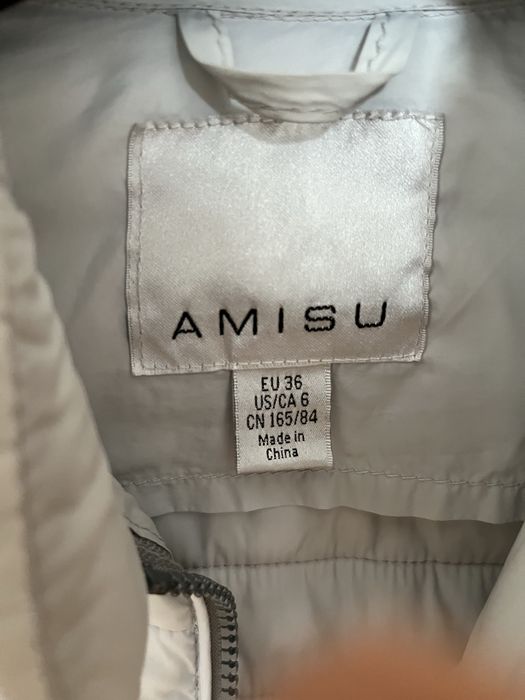 AMISU
EU 36
US/CA 6
CN 165/84
Made in
China